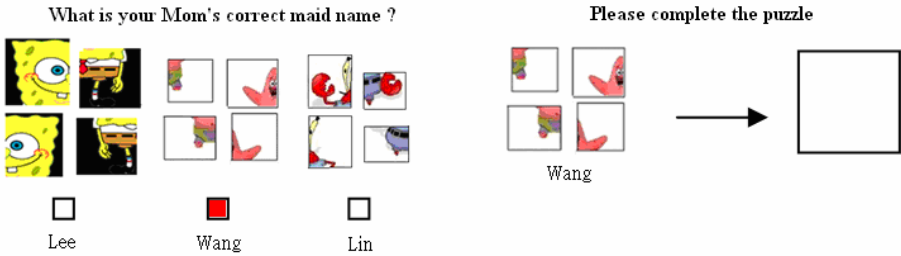 What is your Mom's correct maid name ?
Lee
Wang
Lin
Please complete the puzzle
Wang